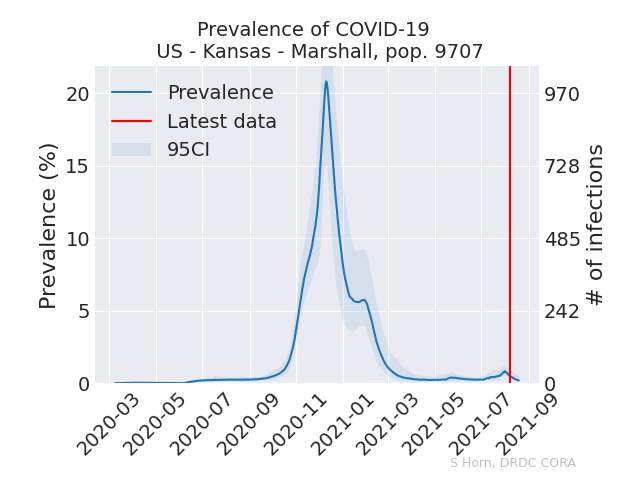 Prevalence of COVID-19
US - Kansas - Marshall, pop. 9707
Prevalence
Latest data
95CI
Prevalence (%)
20
15
10
5
0
970
728
485
242
0
# of infections
2020-03
2020-05
2020-07
2020-09
2020-11
2021-01
2021-03
2021-05
2021-07
2021-09
S Horn, DRDC CORA